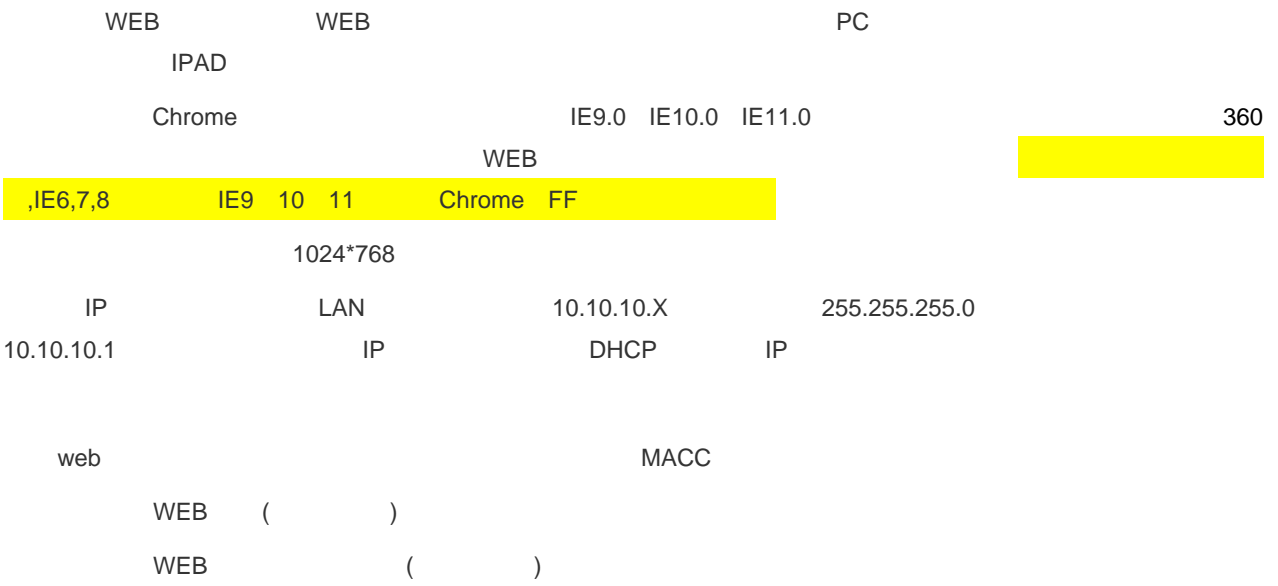 WEB WEB PC
IPAD
Chrome IE9.0 IE10.0 IE11.0 360
WEB
,IE6,7,8 IE9 10 11 Chrome FF
1024*768
IP LAN 10.10.10.X 255.255.255.0
10.10.10.1 IP DHCP IP
web MACC
WEB ( )
WEB ( )